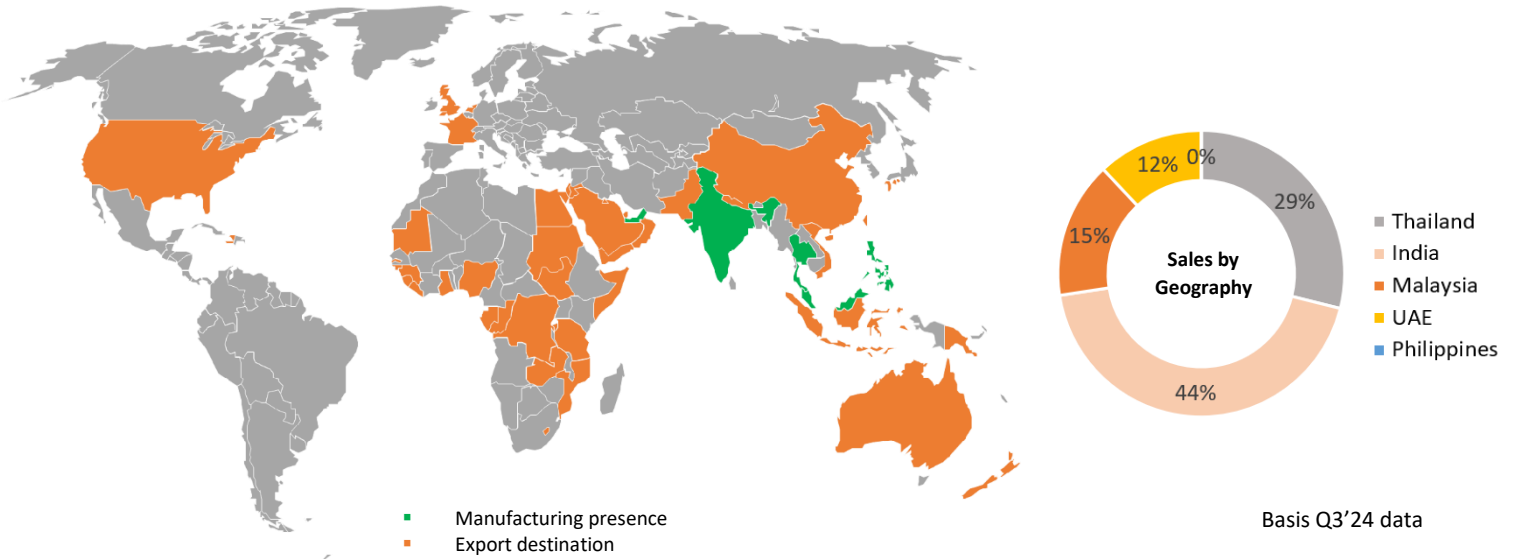 12%
0%
29%
15%
44%
Sales by
Geography
Thailand
India
Malaysia
UAE
Philippines
Manufacturing presence
Export destination
Basis Q3’24 data